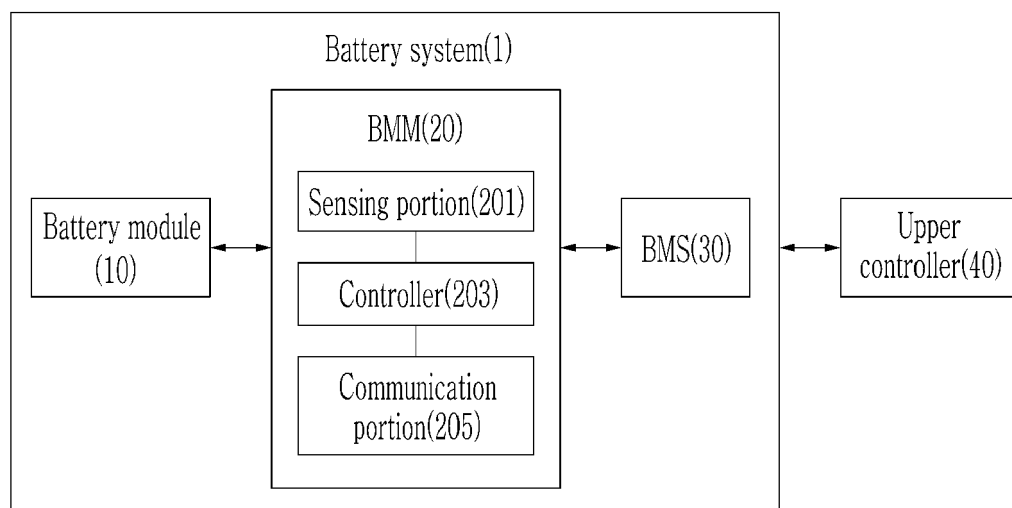 Battery system(1)
BMM(20)
Sensing portion(201)
Battery module
(10)
Controller(203)
BMS(30)
Upper
controller(40)
Communication
portion(205)